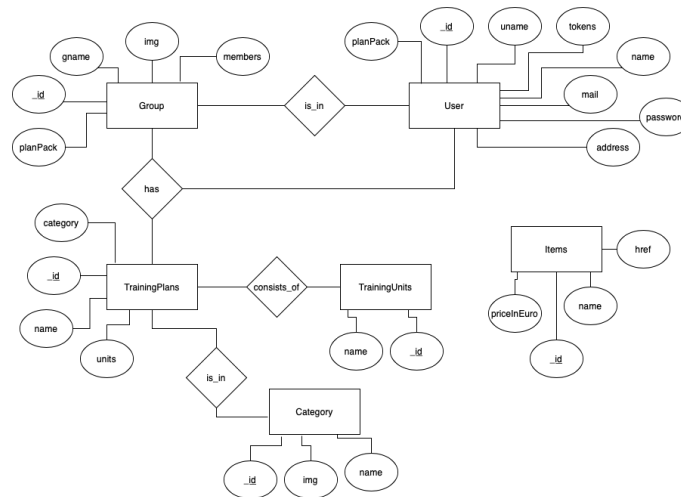 img
_id
uname
tokens
gname
members
planPack
name
_id
Group
is_in
User
mail
planPack
password
address
has
category
Items
href
_id
TrainingPlans
consists_of
TrainingUnits
priceInEuro
name
name
units
name
_id
_id
is_in
Category
_id
img
name